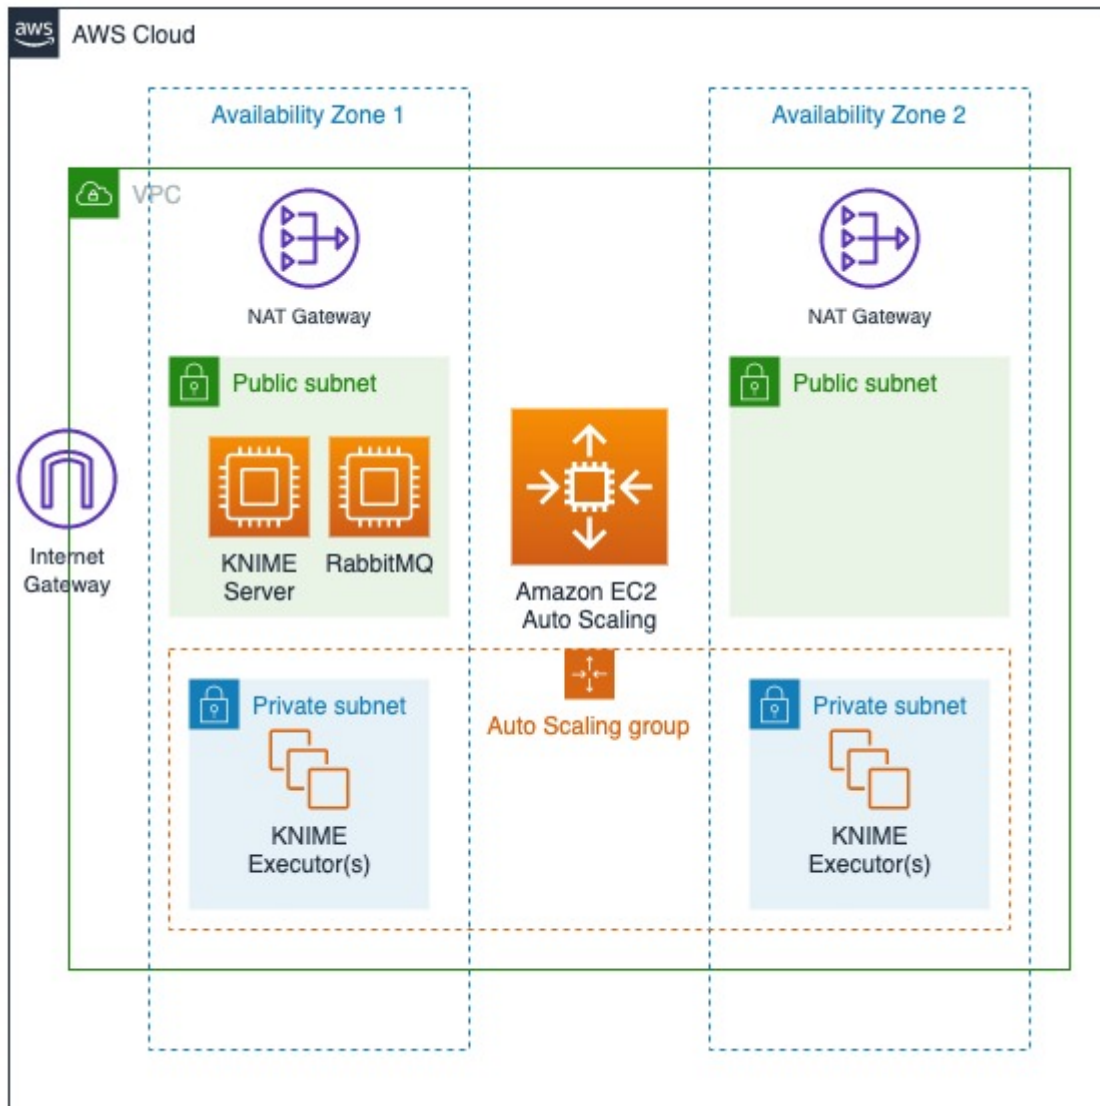 aws
AWS Cloud
Availability Zone 1
Availability Zone 2
VPC
NAT Gateway
NAT Gateway
Public subnet
Public subnet
Internet
Gateway
KNIME
Server
RabbitMQ
Amazon EC2
Auto Scaling
Private subnet
Auto Scaling group
Private subnet
KNIME
Executor(s)
KNIME
Executor(s)